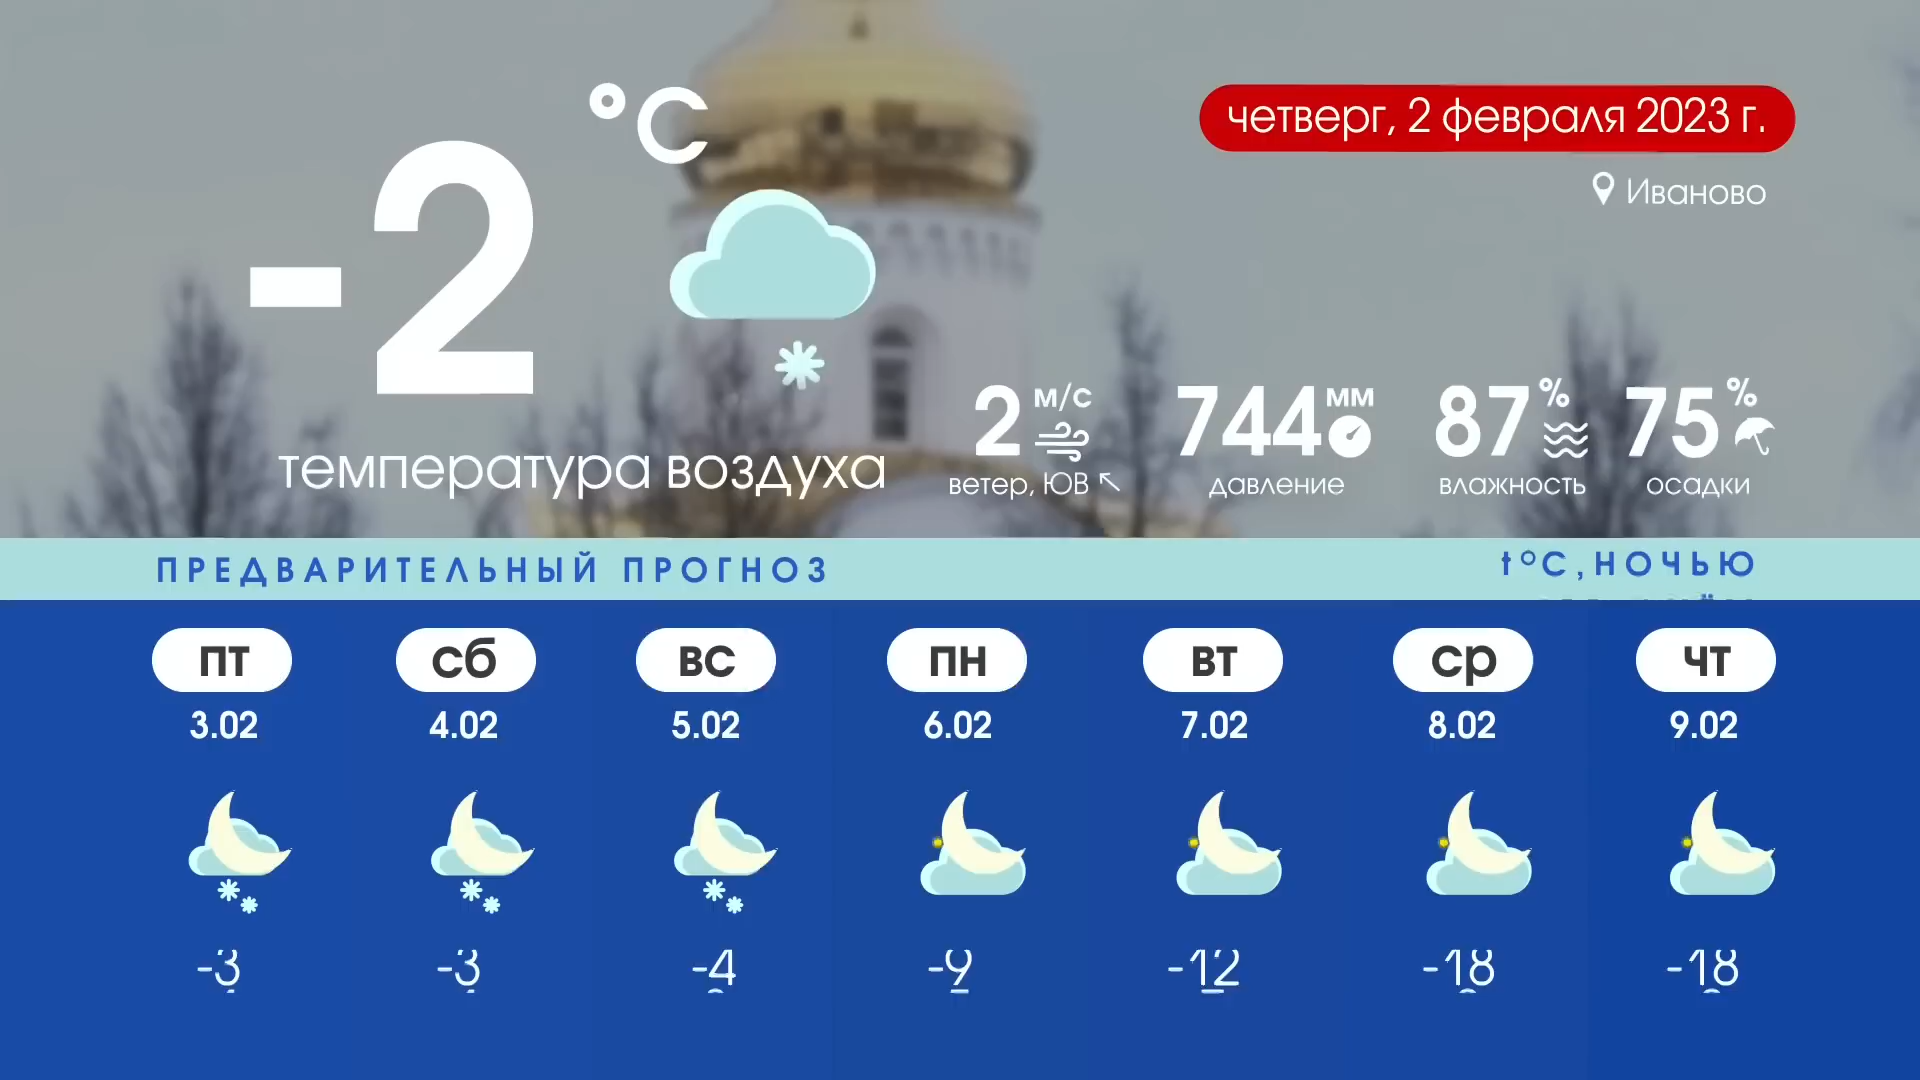 четверг, 2 февраля 2023 г.
Иваново
-2 °C
температура воздуха
2 м/с
ветер, ЮВ ↖
744 мм
давление
87 %
влажность
75 %
осадки
ПРЕДВАРИТЕЛЬНЫЙ ПРОГНОЗ
t°C, НОЧЬЮ
пт сб вс пн вт ср чт
3.02 4.02 5.02 6.02 7.02 8.02 9.02
-3 -3 -4 -9 -12 -18 -18